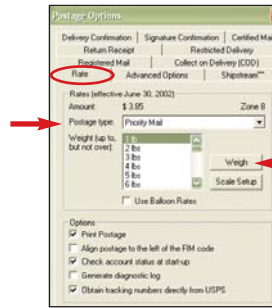 Postage Options
Delivery Confirmation Signature Confirmation Certified Ma
Return Receipt Restricted Delivery
Registered Mail Collect on Delivery (COD)
Rate Advanced Options Shipstream™
Rates (effective June 30, 2002)
Amount: $ 3.85 Zone 8
Postage type: Priority Mail
Weight (up to, but not over):
1 lb
2 lbs
3 lbs
4 lbs
5 lbs
6 lbs
Weigh
Scale Setup
Use Balloon Rates
Options
Print Postage
Align postage to the left of the FIM code
Check account status at start-up
Generate diagnostic log
Obtain tracking numbers directly from USPS